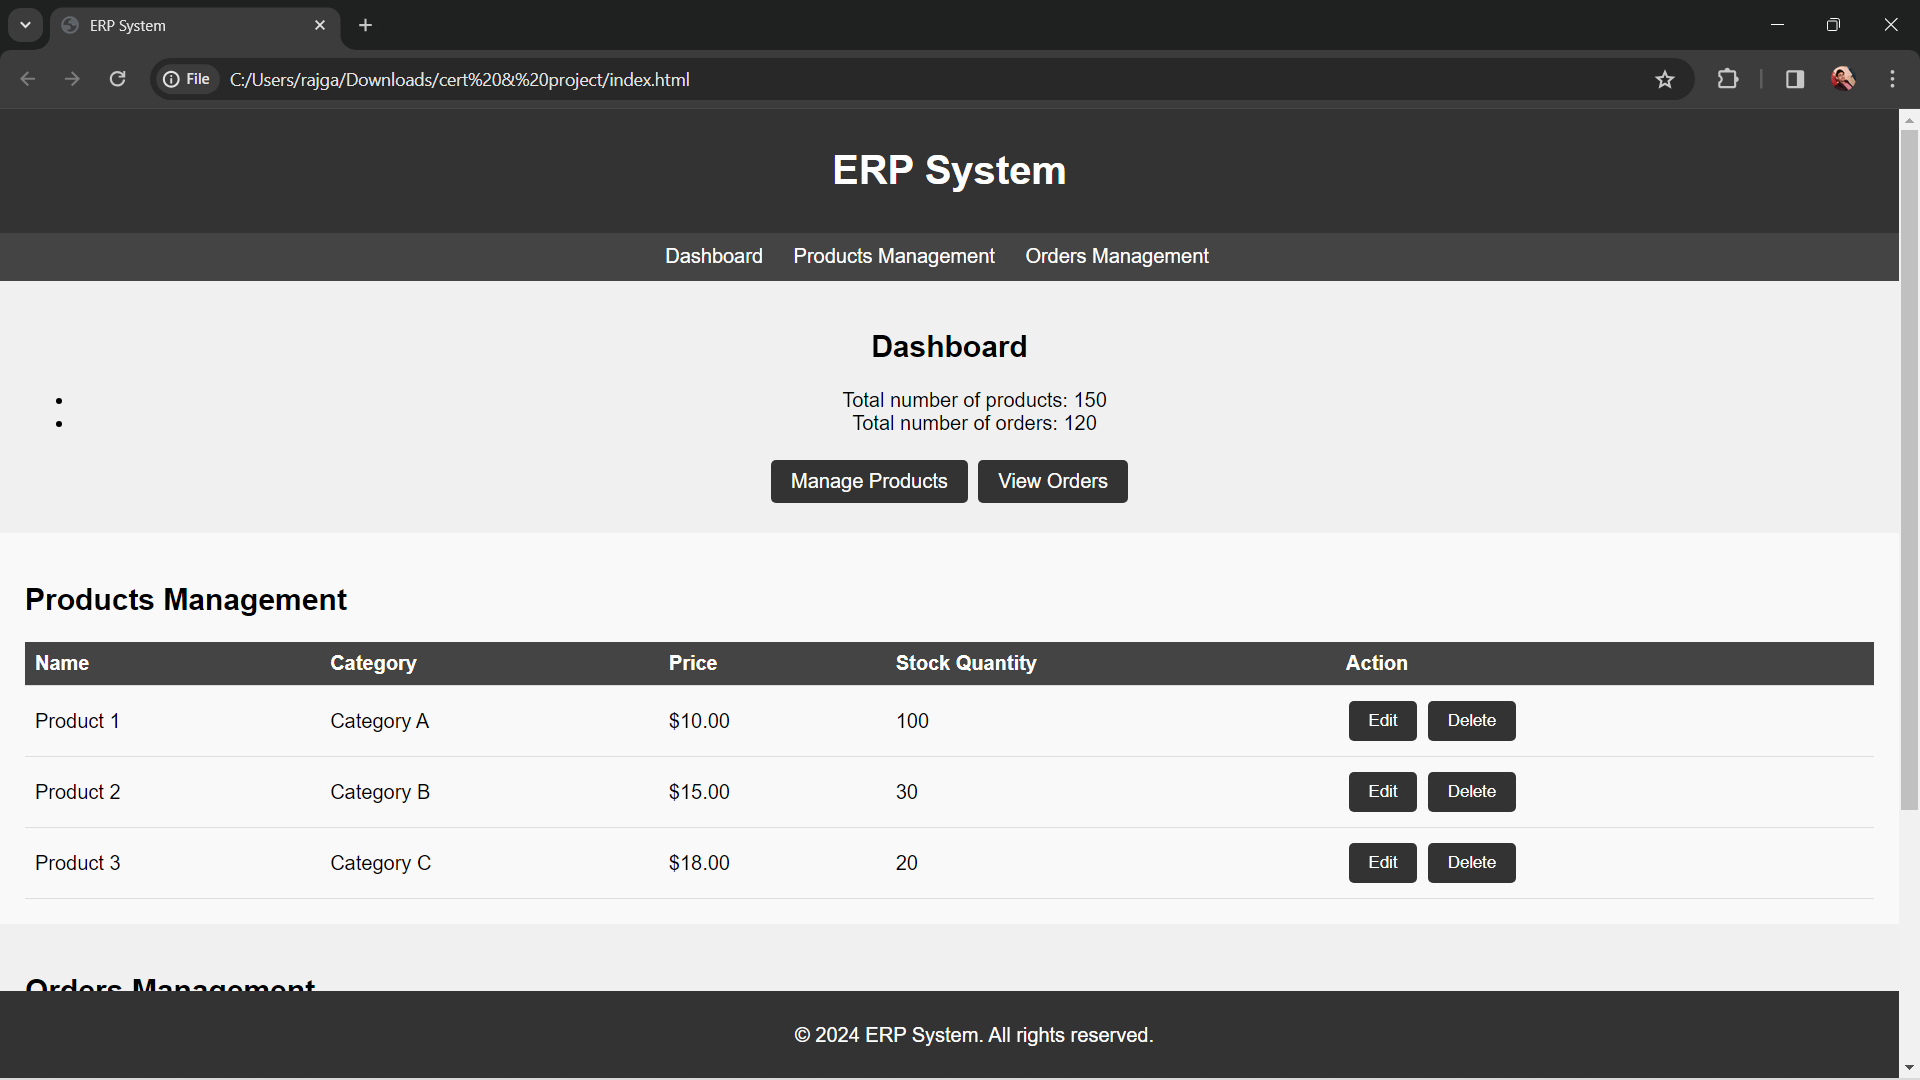 ERP System
File C:/Users/rajga/Downloads/cert%20&%20project/index.html
ERP System
Dashboard Products Management Orders Management
Dashboard
• Total number of products: 150
• Total number of orders: 120
Manage Products View Orders
Products Management
Name Category Price Stock Quantity Action
Product 1 Category A $10.00 100 Edit Delete
Product 2 Category B $15.00 30 Edit Delete
Product 3 Category C $18.00 20 Edit Delete
Orders Management
© 2024 ERP System. All rights reserved.